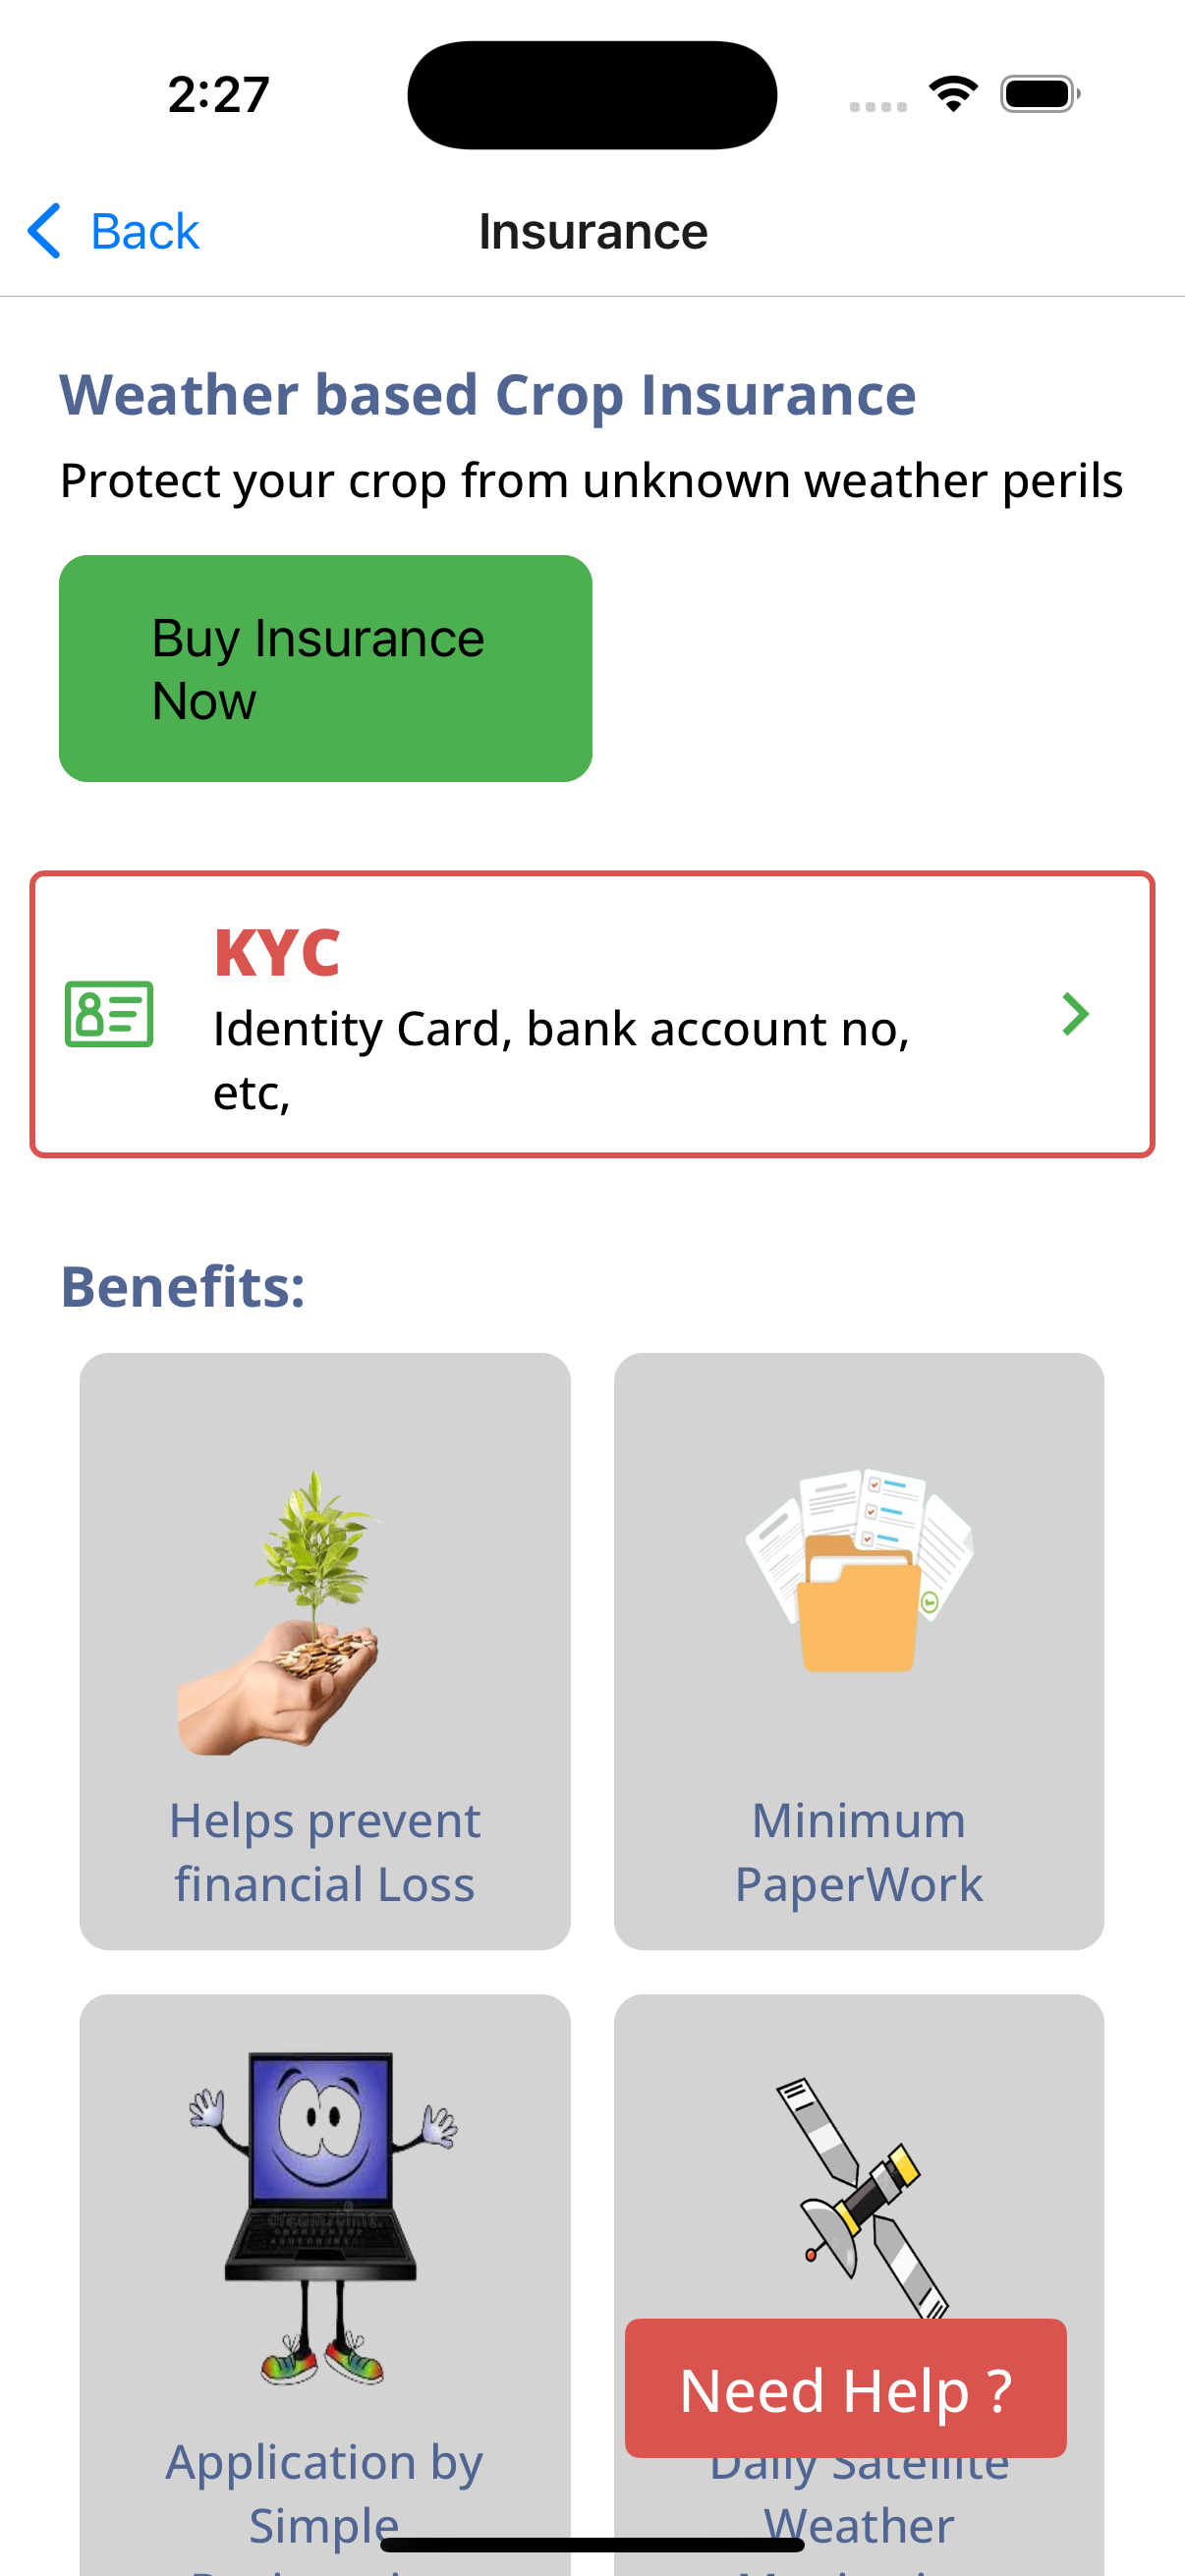 2:27
Back
Insurance
Weather based Crop Insurance
Protect your crop from unknown weather perils
Buy Insurance
Now
KYC
Identity Card, bank account no,
etc,
Benefits:
Helps prevent
financial Loss
Minimum
PaperWork
Need Help ?
Application by
Simple
Daily Satellite
Weather